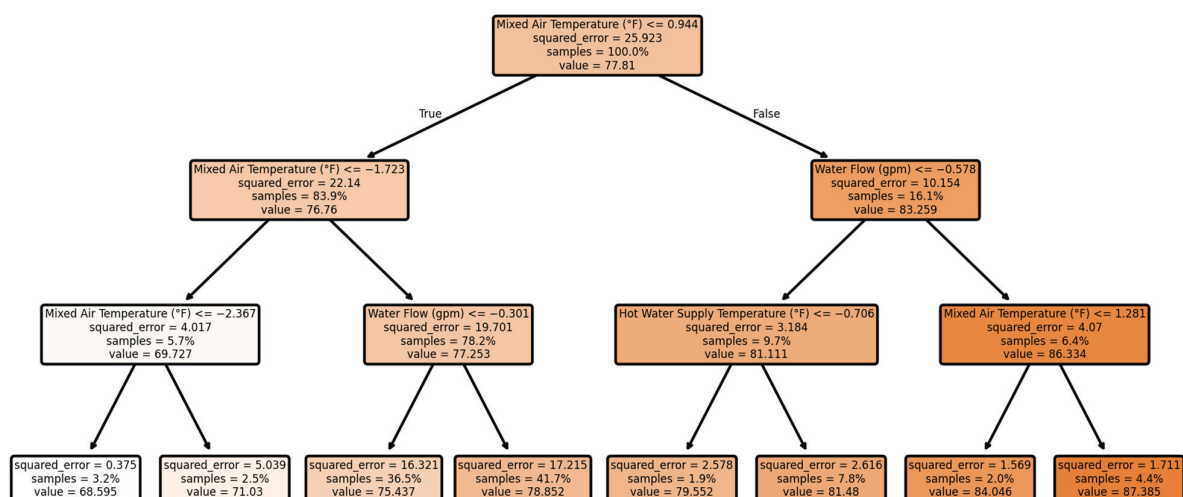 Mixed Air Temperature (°F) <= 0.944
squared_error = 25.923
samples = 100.0%
value = 77.81
True
False
Mixed Air Temperature (°F) <= −1.723
squared_error = 22.14
samples = 83.9%
value = 76.76
Water Flow (gpm) <= −0.578
squared_error = 10.154
samples = 16.1%
value = 83.259
Mixed Air Temperature (°F) <= −2.367
squared_error = 4.017
samples = 5.7%
value = 69.727
Water Flow (gpm) <= −0.301
squared_error = 19.701
samples = 78.2%
value = 77.253
Hot Water Supply Temperature (°F) <= −0.706
squared_error = 3.184
samples = 9.7%
value = 81.111
Mixed Air Temperature (°F) <= 1.281
squared_error = 4.07
samples = 6.4%
value = 86.334
squared_error = 0.375
samples = 3.2%
value = 68.595
squared_error = 5.039
samples = 2.5%
value = 71.03
squared_error = 16.321
samples = 36.5%
value = 75.437
squared_error = 17.215
samples = 41.7%
value = 78.852
squared_error = 2.578
samples = 1.9%
value = 79.552
squared_error = 2.616
samples = 7.8%
value = 81.48
squared_error = 1.569
samples = 2.0%
value = 84.046
squared_error = 1.711
samples = 4.4%
value = 87.385